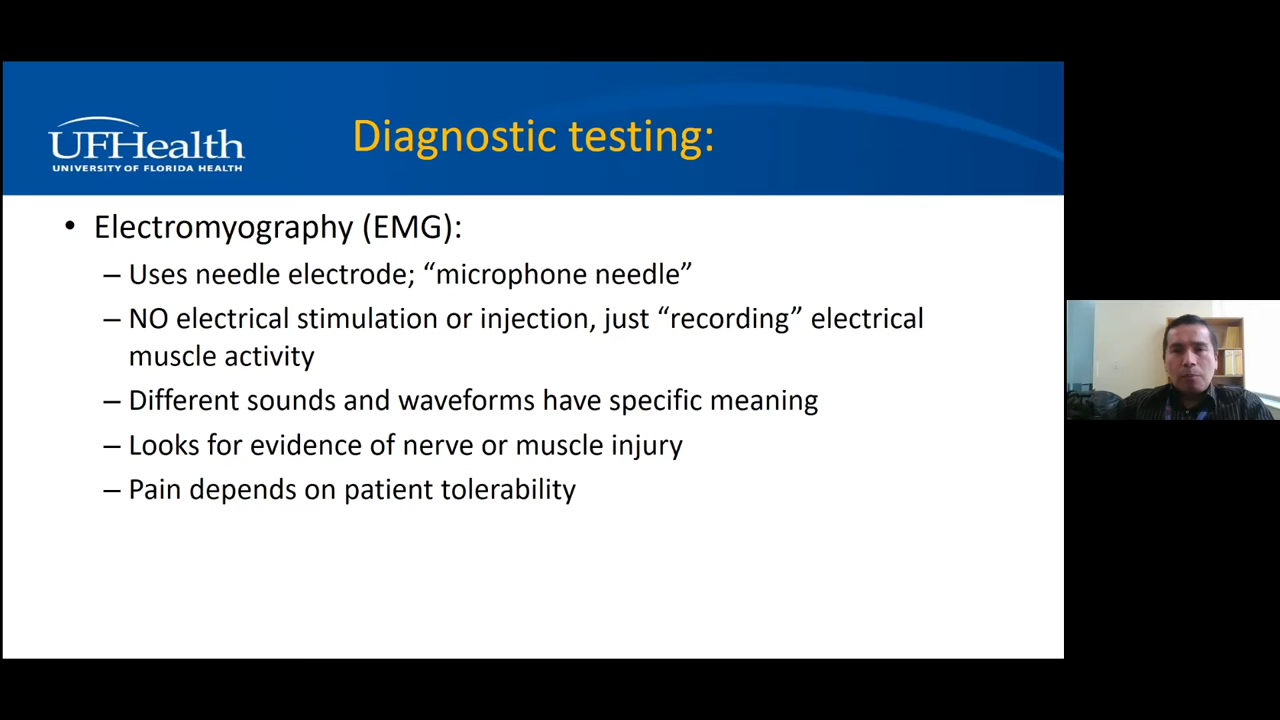 UFHealth
UNIVERSITY OF FLORIDA HEALTH
Diagnostic testing:
• Electromyography (EMG):
– Uses needle electrode; “microphone needle”
– NO electrical stimulation or injection, just “recording” electrical
muscle activity
– Different sounds and waveforms have specific meaning
– Looks for evidence of nerve or muscle injury
– Pain depends on patient tolerability